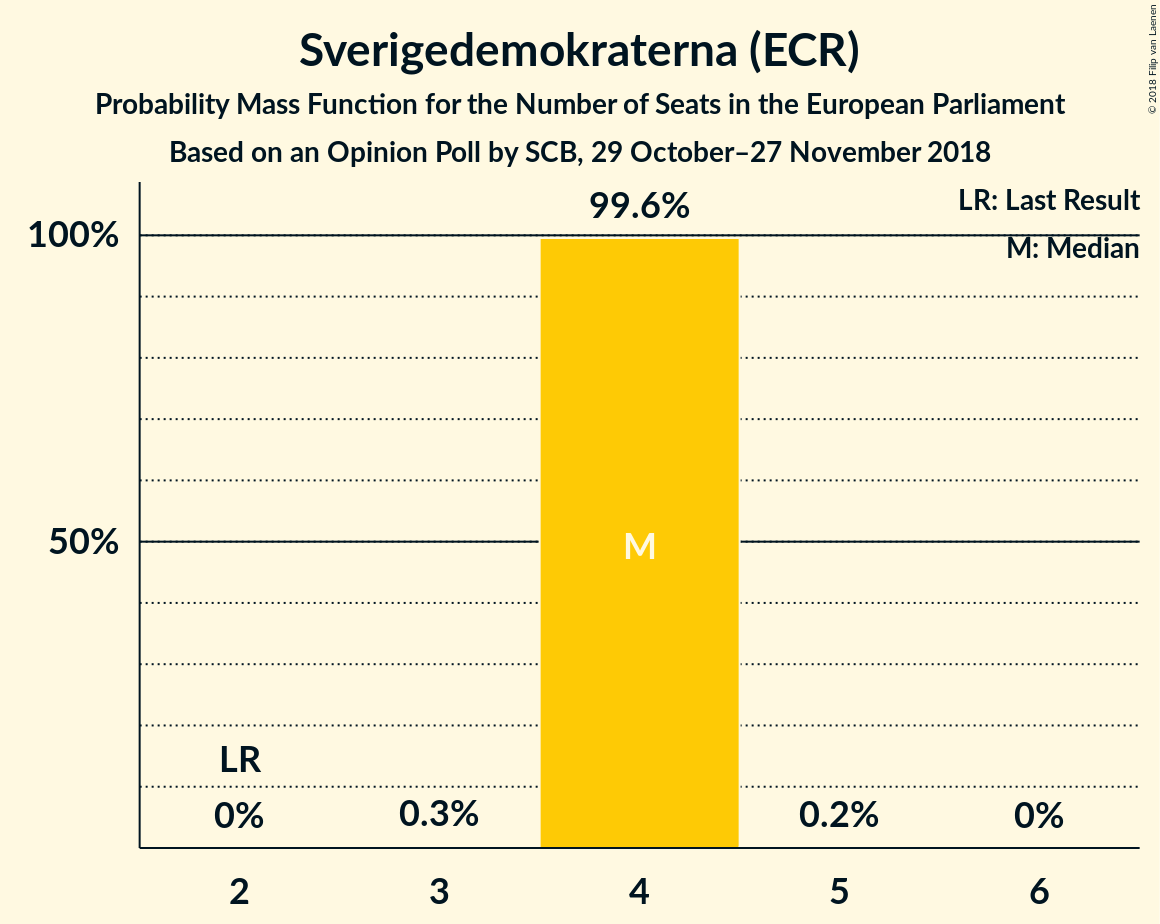 Sverigedemokraterna (ECR)
Probability Mass Function for the Number of Seats in the European Parliament
Based on an Opinion Poll by SCB, 29 October–27 November 2018
© 2018 Filip van Laenen
LR: Last Result
M: Median
99.6%
100%
50%
M
LR
0%
0.3%
0.2%
0%
2
3
4
5
6